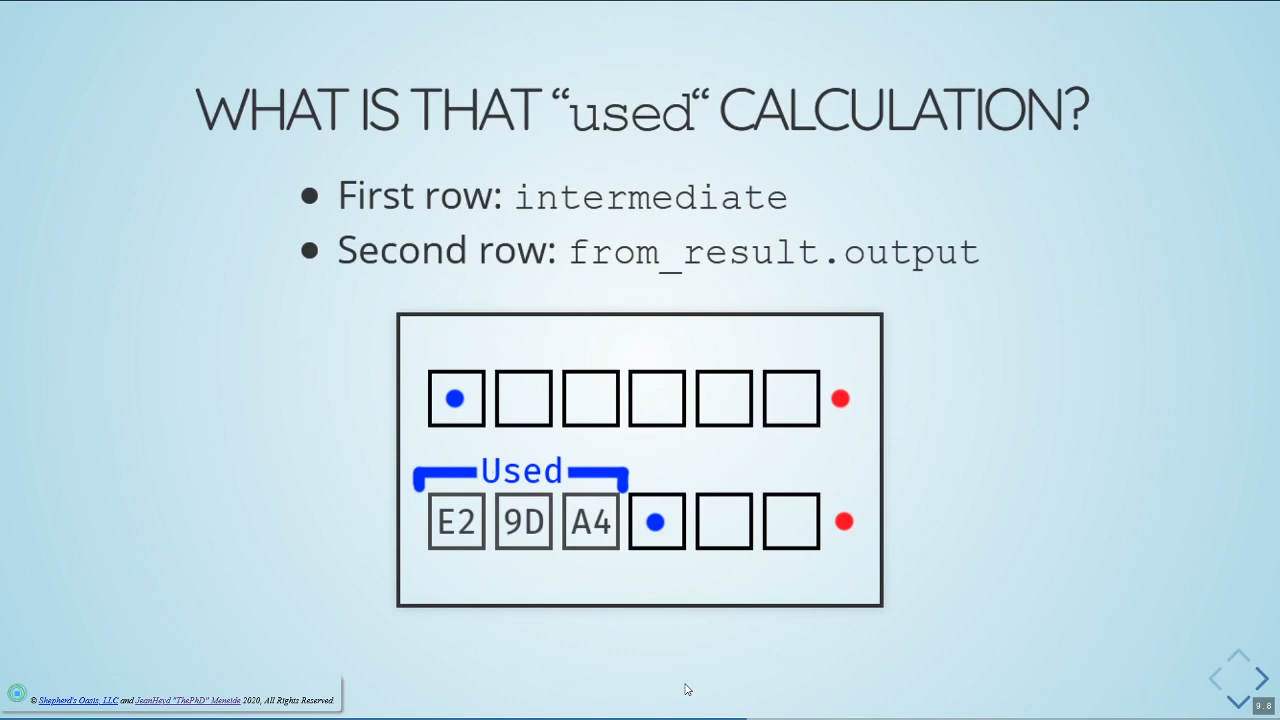 WHAT IS THAT “used“ CALCULATION?
First row: intermediate
Second row: from_result.output
Used
E2 9D A4
© Shepherd's Oasis, LLC and JeanHeyd "ThePhD" Meneide 2020, All Rights Reserved.
9.8